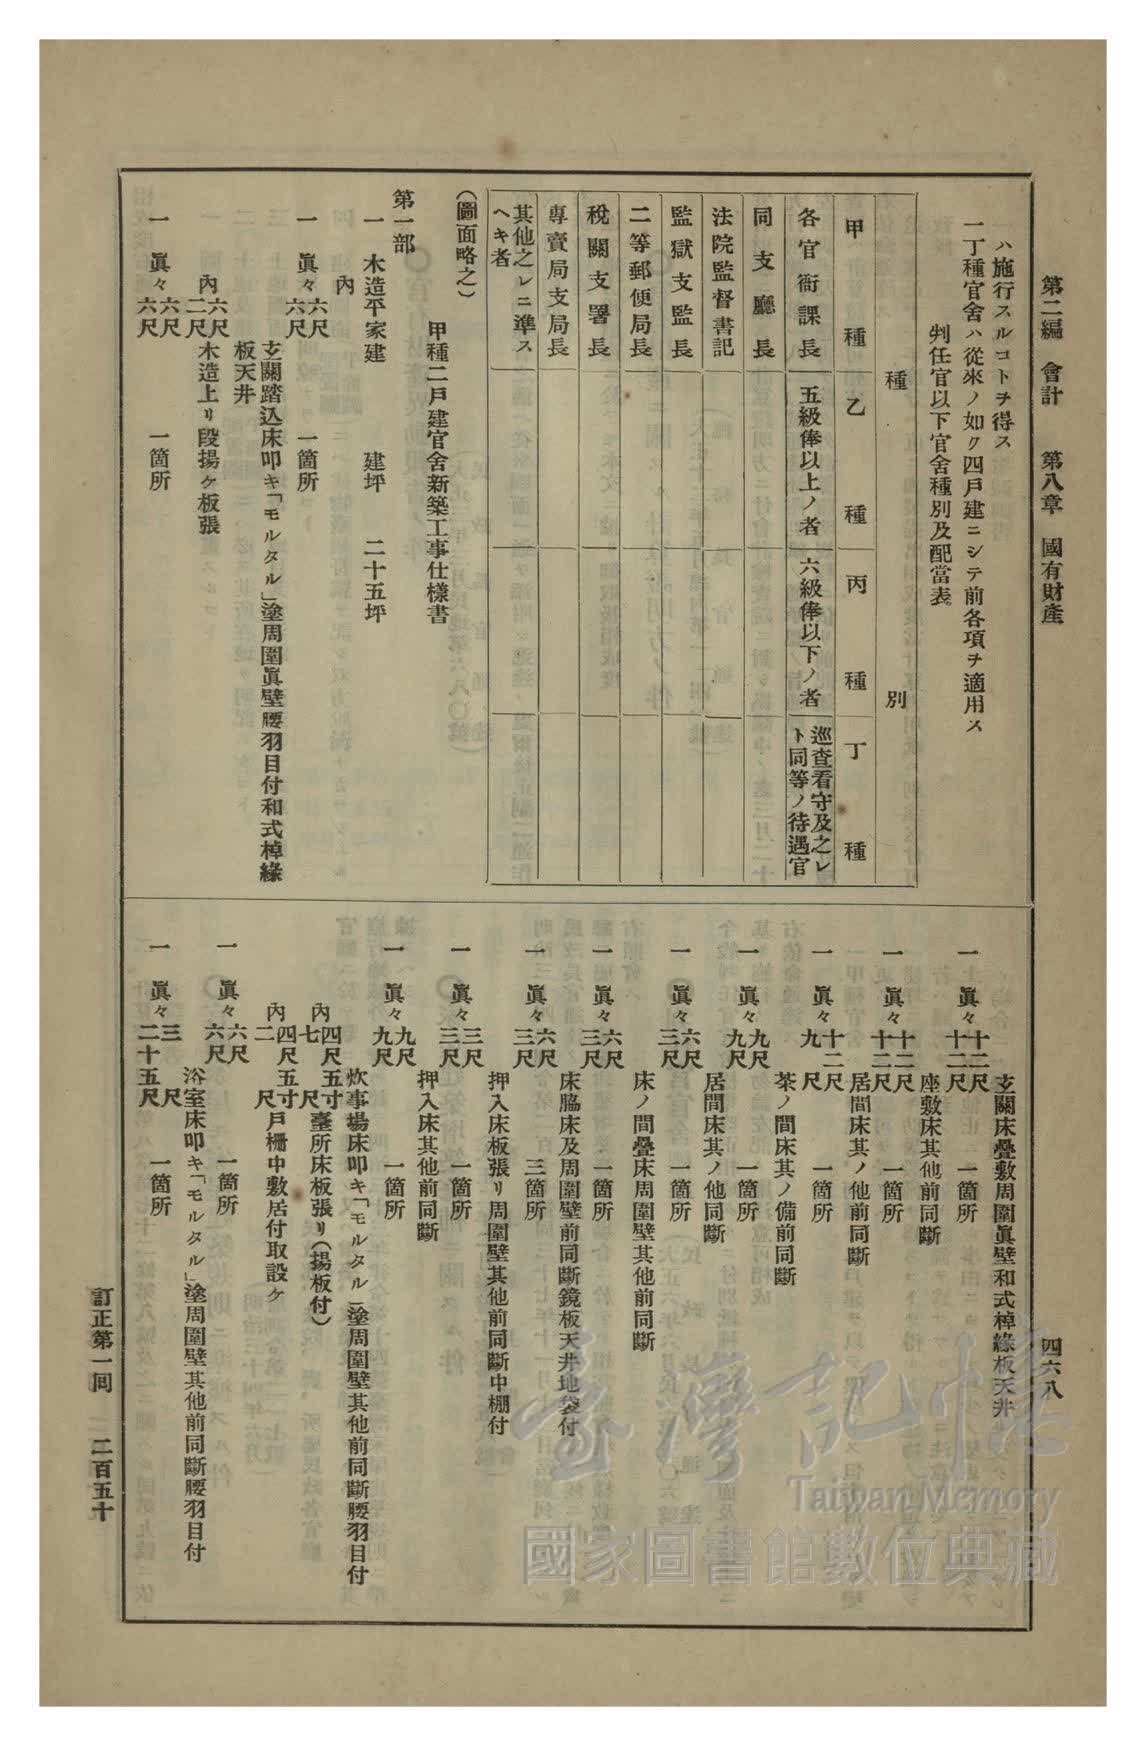 第二編 會計 第八章 國有財產
四六八
ハ施行スルコトヲ得ス
一丁種官舍ハ從來ノ如ク四戸建ニシテ前各項ヲ適用ス
判任官以下官舍種別及配當表
種 別
甲 種 乙 種 丙 種 丁 種
各官衙課長 五級俸以上ノ者 六級俸以下ノ者 巡查看守及之レト同等ノ待遇官
同支廳長
法院監督書記
監獄支監長
二等郵便局長
稅關支署長
專賣局支局長
其他之レニ準スヘキ者
(圖面略之)
甲種二戸建官舍新築工事仕樣書
第一部
一 木造平家建 建坪 二十五坪
內
一 眞々六尺六尺 一箇所
玄關踏込床叩キ「モルタル」塗周圍眞壁腰羽目付和式棹緣
板天井
內六尺二尺木造上リ段揚ケ板張
一 眞々六尺六尺 一箇所
玄關床疊敷周圍眞壁和式棹緣板天井
一 眞々十二尺十二尺 一箇所
座敷床其他前同斷
一 眞々十二尺十二尺 一箇所
居間床其ノ他前同斷
一 眞々十二尺九尺 一箇所
茶ノ間床其ノ備前同斷
一 眞々九尺九尺 一箇所
居間床其ノ他同斷
一 眞々六尺三尺 一箇所
床ノ間疊床周圍壁其他前同斷
一 眞々六尺三尺 一箇所
床脇床及周圍壁前同斷鏡板天井地袋付
一 眞々六尺三尺 三箇所
押入床板張リ周圍壁其他前同斷中棚付
一 眞々三尺三尺 一箇所
押入床其他前同斷
一 眞々九尺九尺 一箇所
炊事場床叩キ「モルタル」塗周圍壁其他前同斷腰羽目付
內四尺五寸七尺臺所床板張リ(揚板付)
內四尺五寸二尺戸柵中敷居付取設ケ
一 眞々六尺六尺 一箇所
浴室床叩キ「モルタル」塗周圍壁其他前同斷腰羽目付
一 眞々三尺二十五尺 一箇所
訂正第一囘 二百五十
臺灣記憶
Taiwan Memory
國家圖書館數位典藏